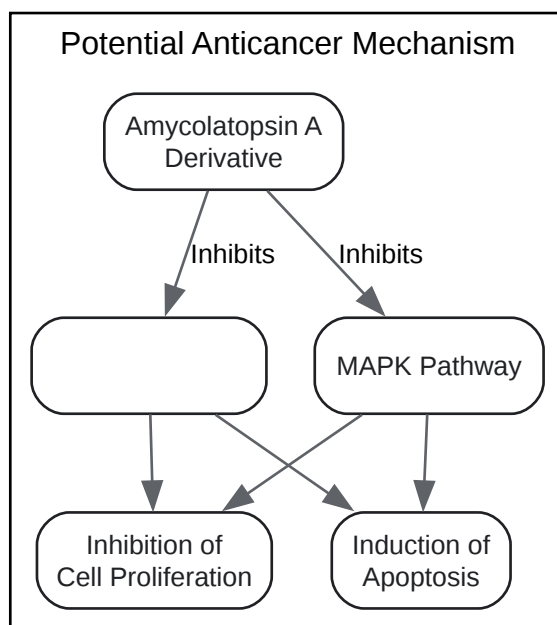 Potential Anticancer Mechanism
Amycolatopsin A
Derivative
Inhibits
Inhibits
MAPK Pathway
Inhibition of
Cell Proliferation
Induction of
Apoptosis